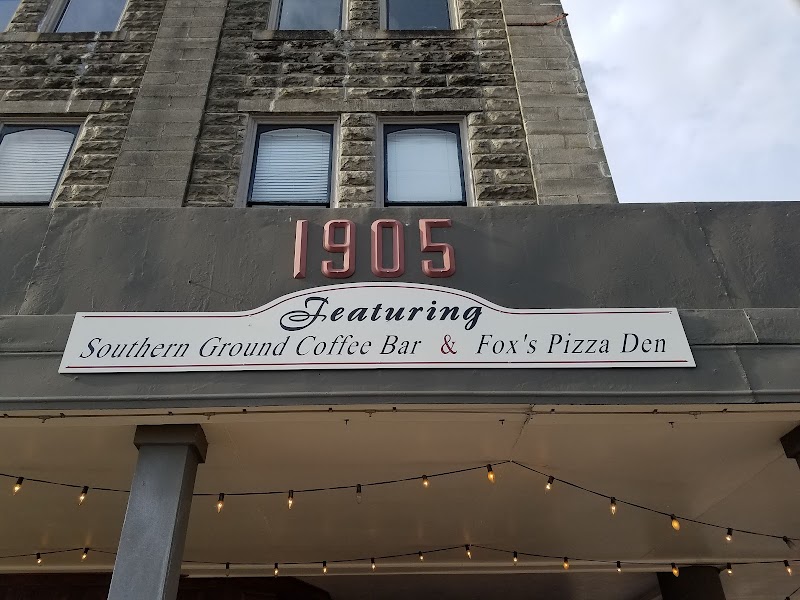 1905
Featuring
Southern Ground Coffee Bar & Fox's Pizza Den